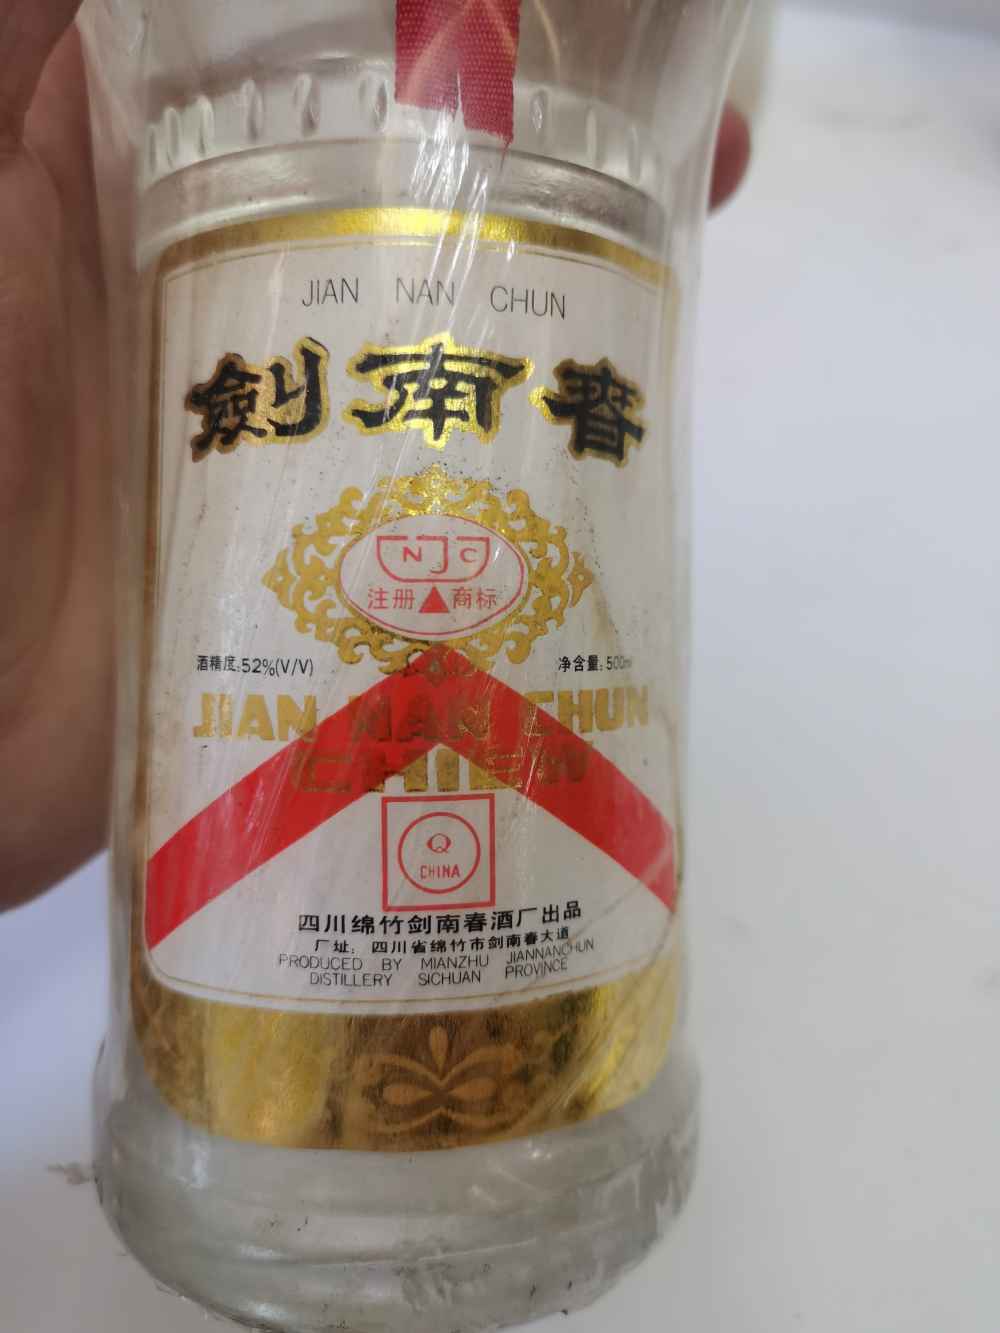 JIAN NAN CHUN
劍南春
NJC
注册 商标
酒精度:52%(V/V) 净含量:500ml
JIAN NAN CHUN
CHIEW
Q
CHINA
四川绵竹剑南春酒厂出品
厂址:四川省绵竹市剑南春大道
PRODUCED BY MIANZHU JIANNANCHUN
DISTILLERY SICHUAN PROVINCE